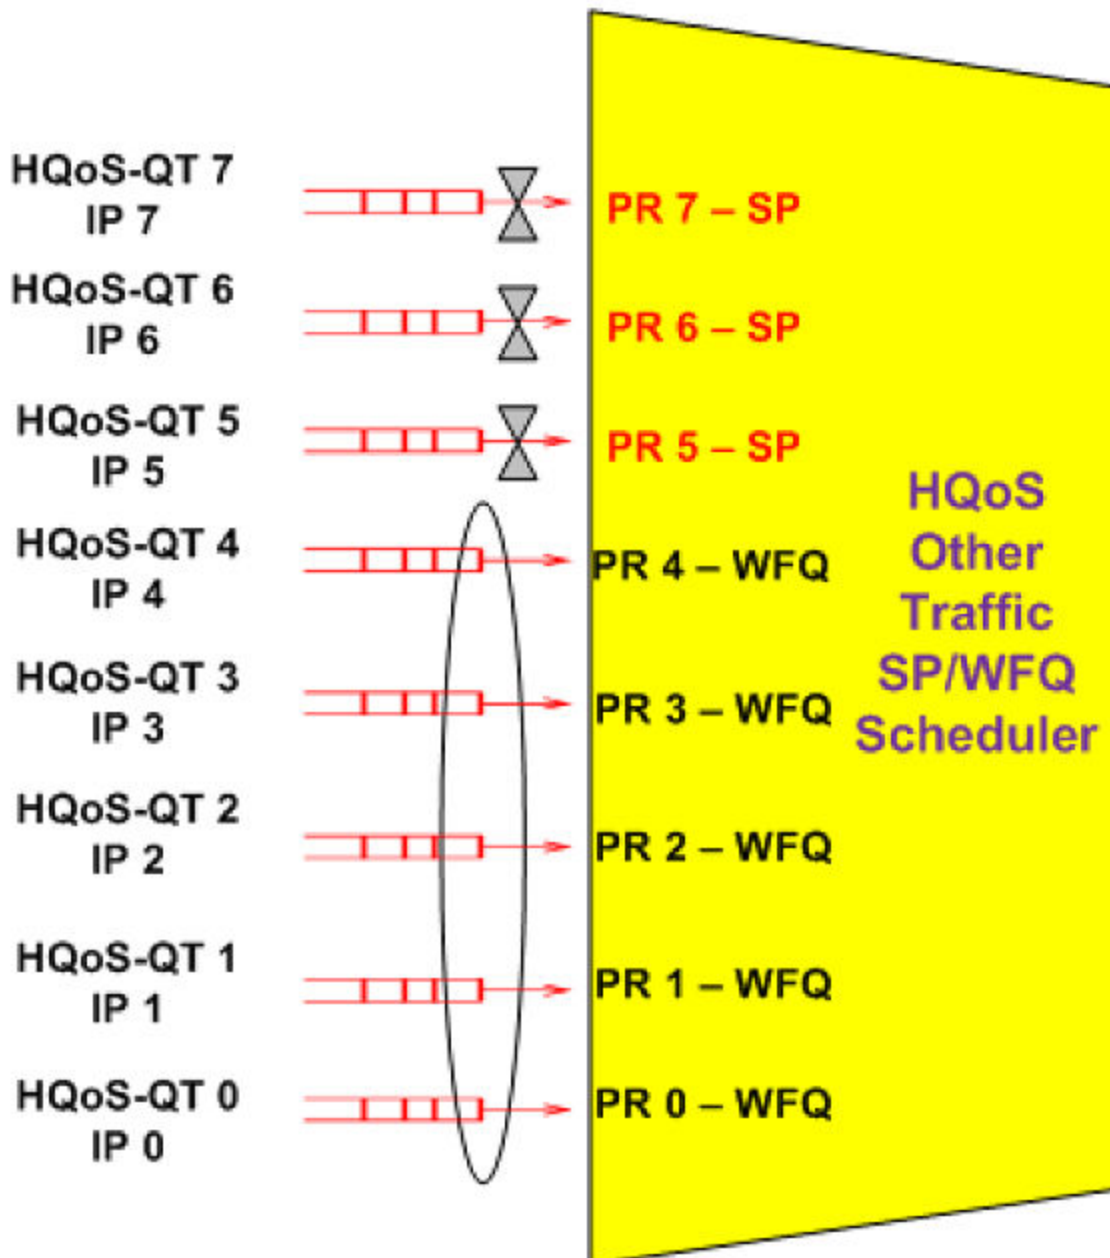 HQoS-QT 7
IP 7
PR 7 – SP
HQoS-QT 6
IP 6
PR 6 – SP
HQoS-QT 5
IP 5
PR 5 – SP
HQoS-QT 4
IP 4
PR 4 – WFQ
HQoS-QT 3
IP 3
PR 3 – WFQ
HQoS-QT 2
IP 2
PR 2 – WFQ
HQoS-QT 1
IP 1
PR 1 – WFQ
HQoS-QT 0
IP 0
PR 0 – WFQ
HQoS
Other
Traffic
SP/WFQ
Scheduler